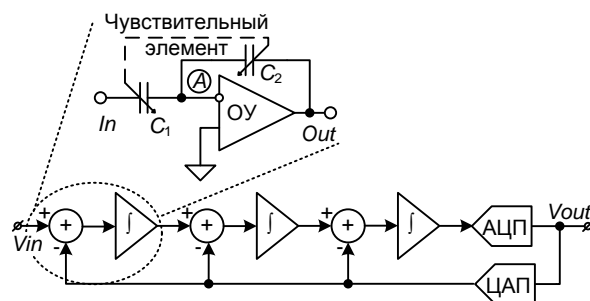 Чувствительный
элемент
A
C2
ОУ
In
C1
Out
+
+
-
∫
+
+
-
∫
+
+
-
∫
АЦП
Vin
Vout
ЦАП